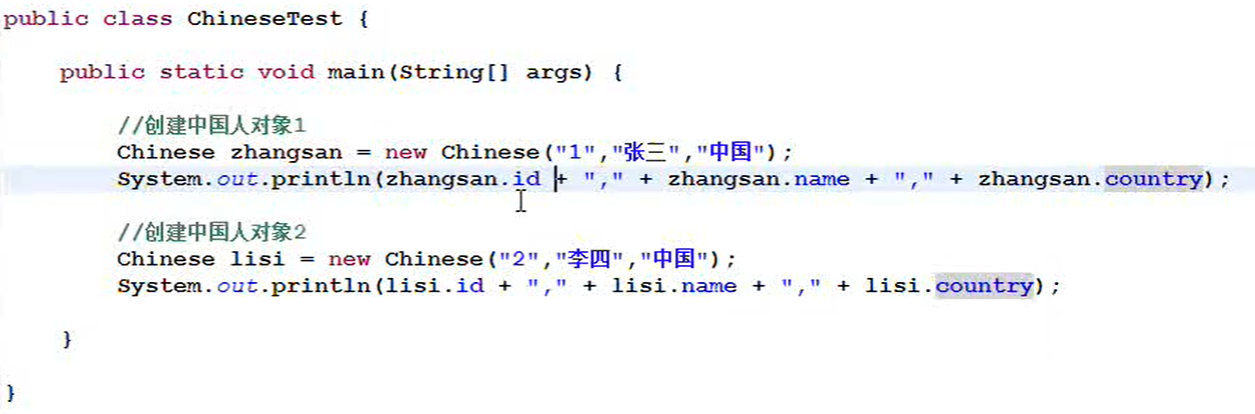 public class ChineseTest {
public static void main(String[] args) {
//创建中国人对象1
Chinese zhangsan = new Chinese("1","张三","中国");
System.out.println(zhangsan.id + "," + zhangsan.name + "," + zhangsan.country);
//创建中国人对象2
Chinese lisi = new Chinese("2","李四","中国");
System.out.println(lisi.id + "," + lisi.name + "," + lisi.country);
}
}